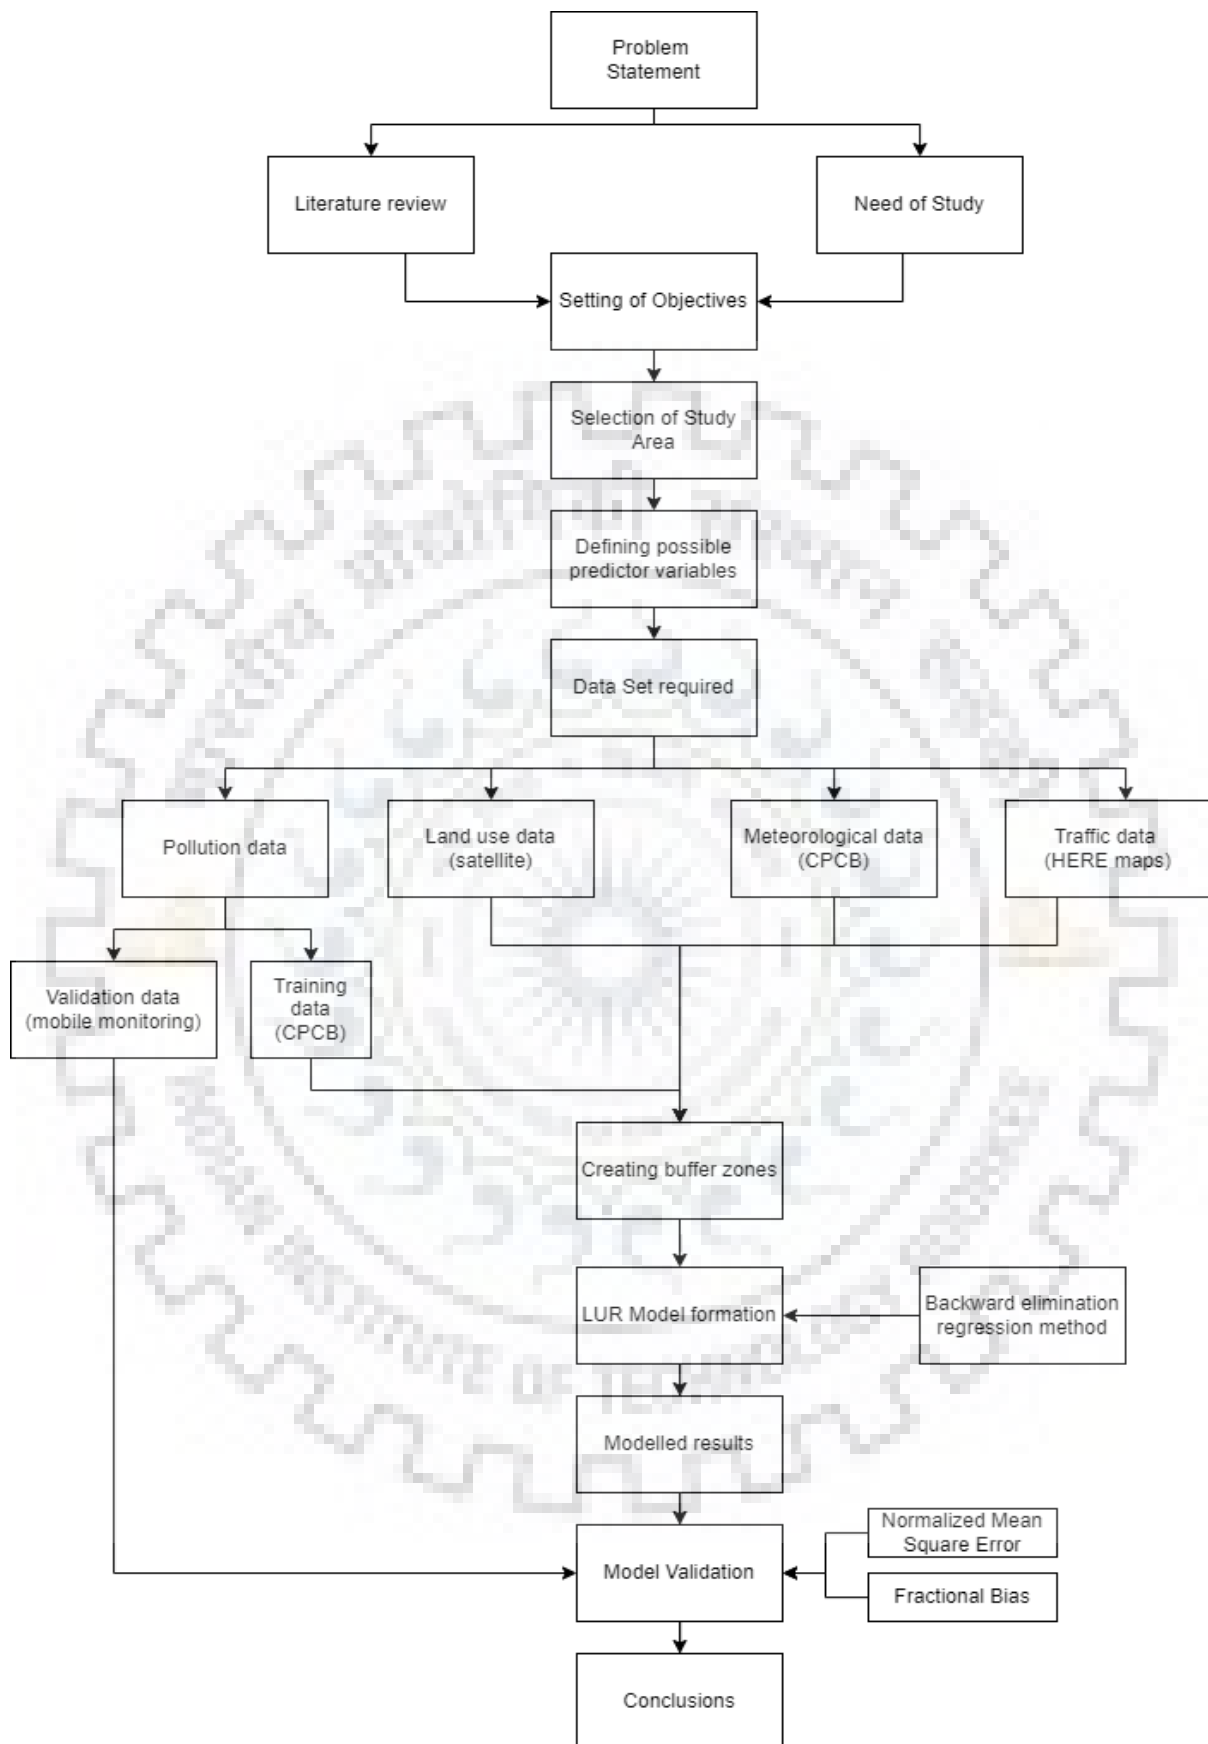 Problem
Statement
Literature review
Need of Study
Setting of Objectives
Selection of Study
Area
Defining possible
predictor variables
Data Set required
Pollution data
Land use data
(satellite)
Meteorological data
(CPCB)
Traffic data
(HERE maps)
Validation data
(mobile monitoring)
Training
data
(CPCB)
Creating buffer zones
LUR Model formation
Backward elimination
regression method
Modelled results
Normalized Mean
Square Error
Model Validation
Fractional Bias
Conclusions